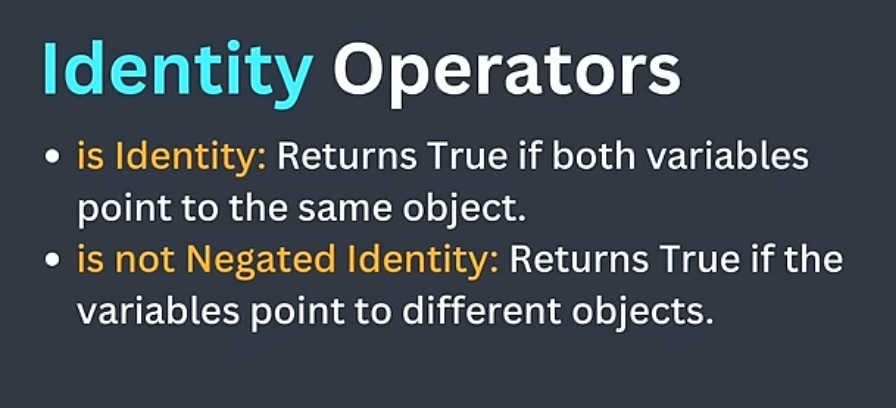 Identity Operators
• is Identity: Returns True if both variables
point to the same object.
• is not Negated Identity: Returns True if the
variables point to different objects.